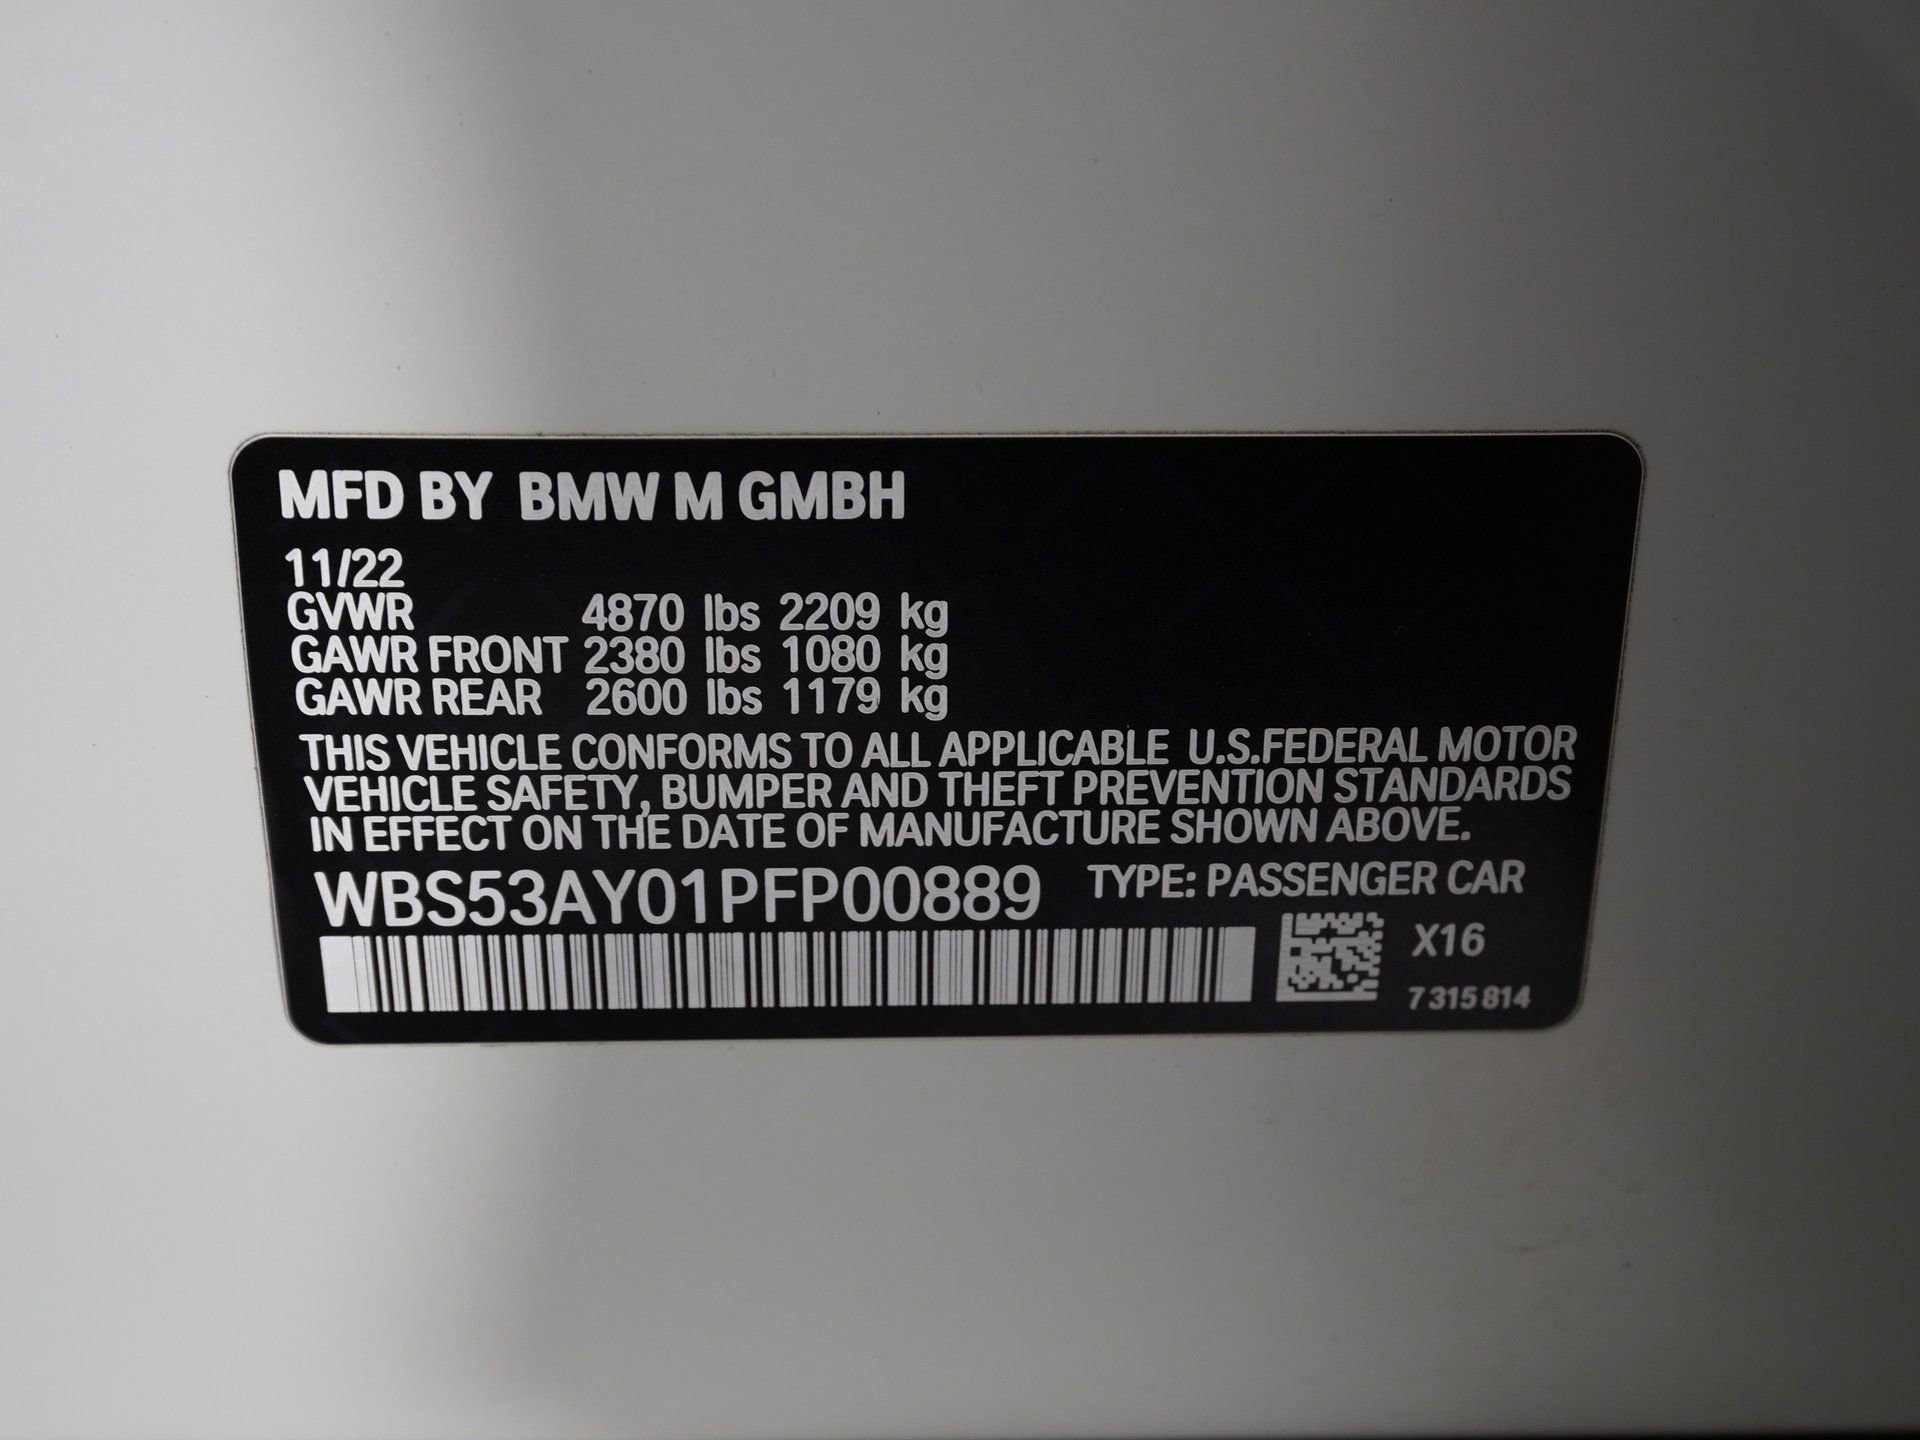 MFD BY BMW M GMBH
11/22
GVWR 4870 lbs 2209 kg
GAWR FRONT 2380 lbs 1080 kg
GAWR REAR 2600 lbs 1179 kg
THIS VEHICLE CONFORMS TO ALL APPLICABLE U.S.FEDERAL MOTOR
VEHICLE SAFETY, BUMPER AND THEFT PREVENTION STANDARDS
IN EFFECT ON THE DATE OF MANUFACTURE SHOWN ABOVE.
WBS53AY01PFP00889 TYPE: PASSENGER CAR
X16
7 315 814